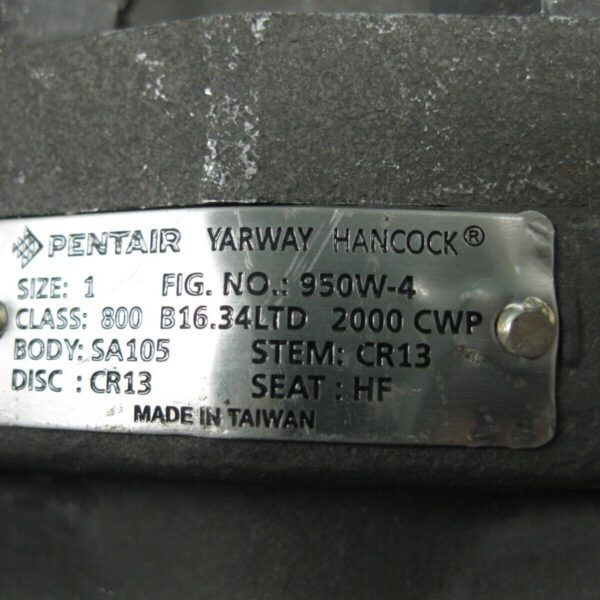 PENTAIR YARWAY HANCOCK®
SIZE: 1 FIG. NO.: 950W-4
CLASS: 800 B16.34LTD 2000 CWP
BODY: SA105 STEM: CR13
DISC : CR13 SEAT : HF
MADE IN TAIWAN